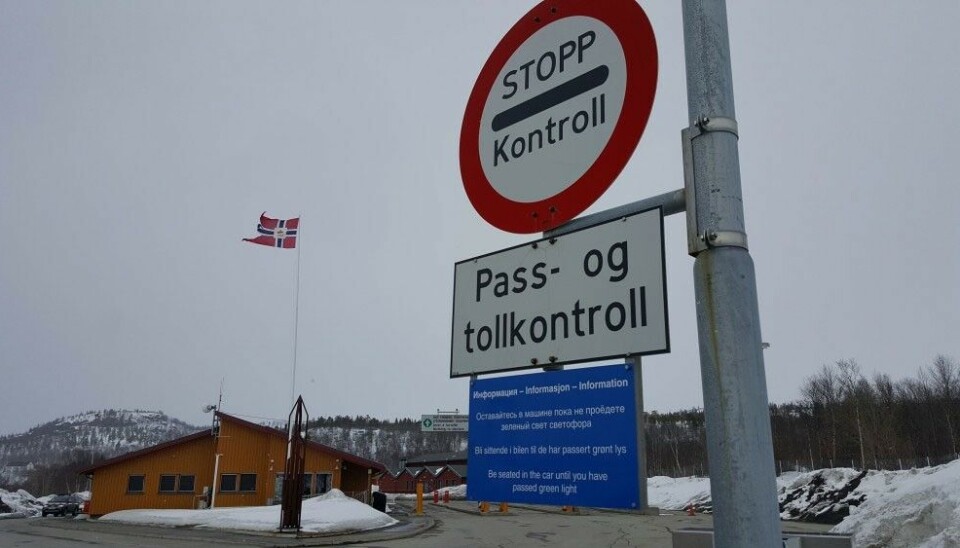 STOPP
Kontroll
Pass- og
tollkontroll
Информация – Informasjon – Information
Оставайтесь в машине пока не пройдёте
зеленый свет светофора
Bli sittende i bilen til de har passert grønt lys
Be seated in the car until you have
passed green light